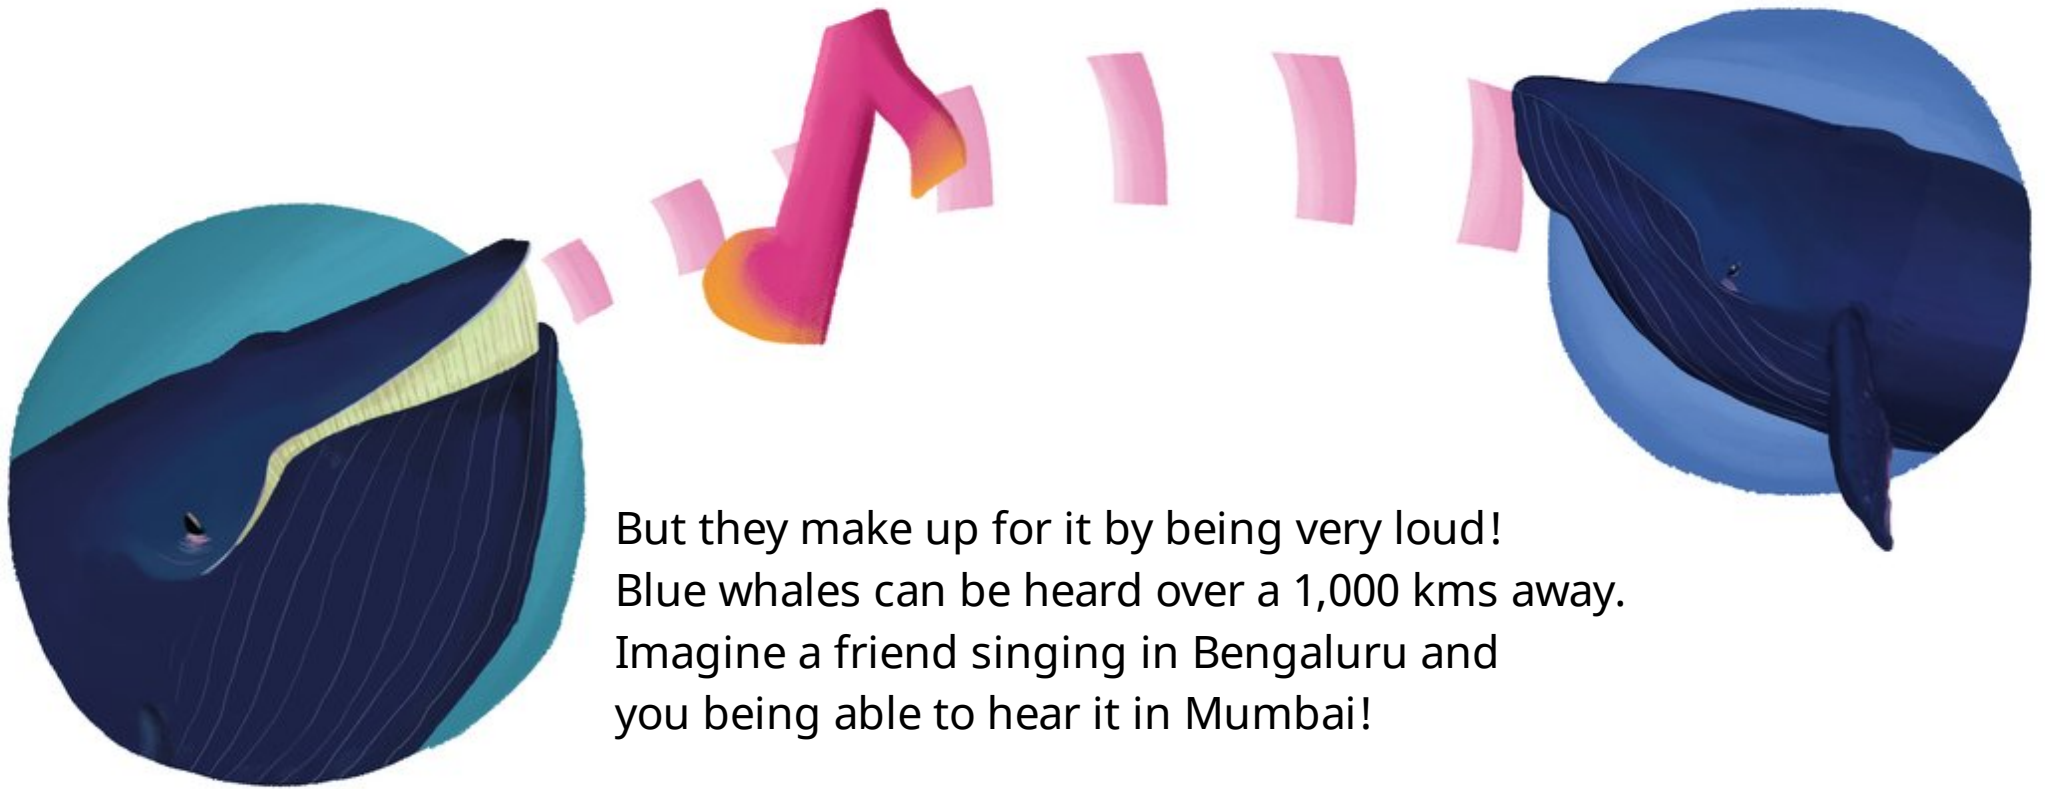 But they make up for it by being very loud!
Blue whales can be heard over a 1,000 kms away.
Imagine a friend singing in Bengaluru and
you being able to hear it in Mumbai!